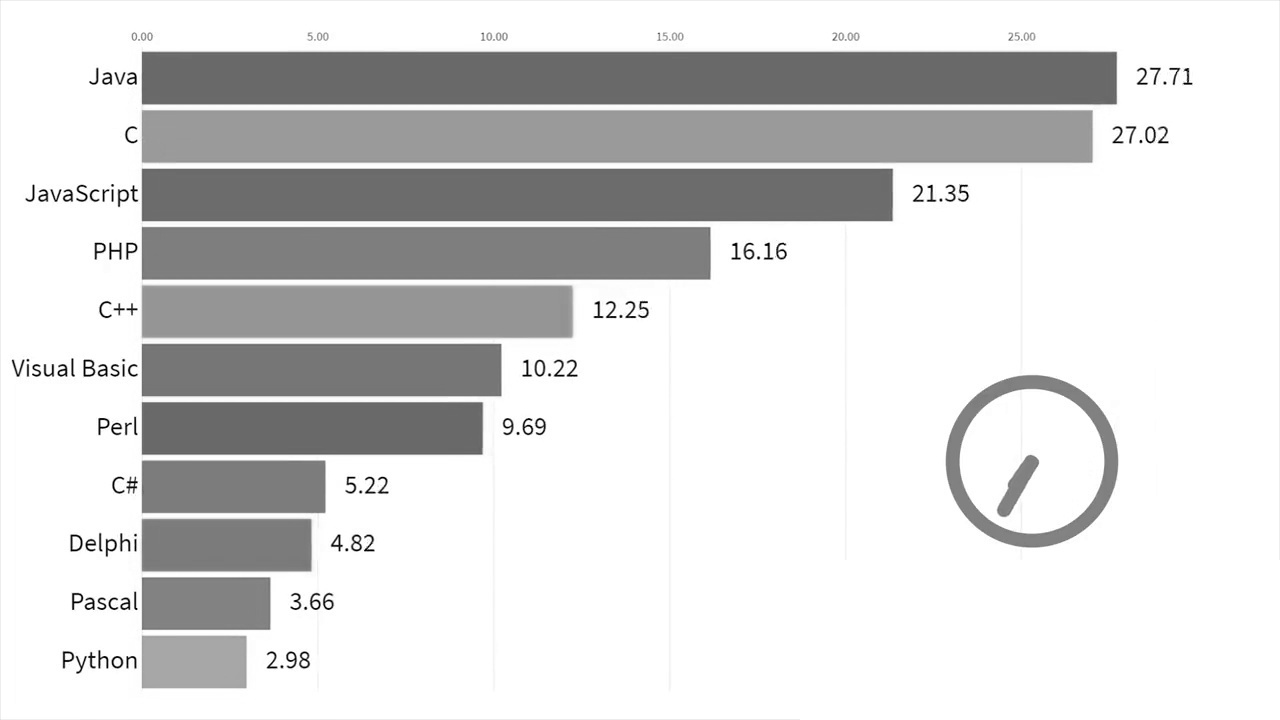 0.00 5.00 10.00 15.00 20.00 25.00
Java 27.71
C 27.02
JavaScript 21.35
PHP 16.16
C++ 12.25
Visual Basic 10.22
Perl 9.69
C# 5.22
Delphi 4.82
Pascal 3.66
Python 2.98